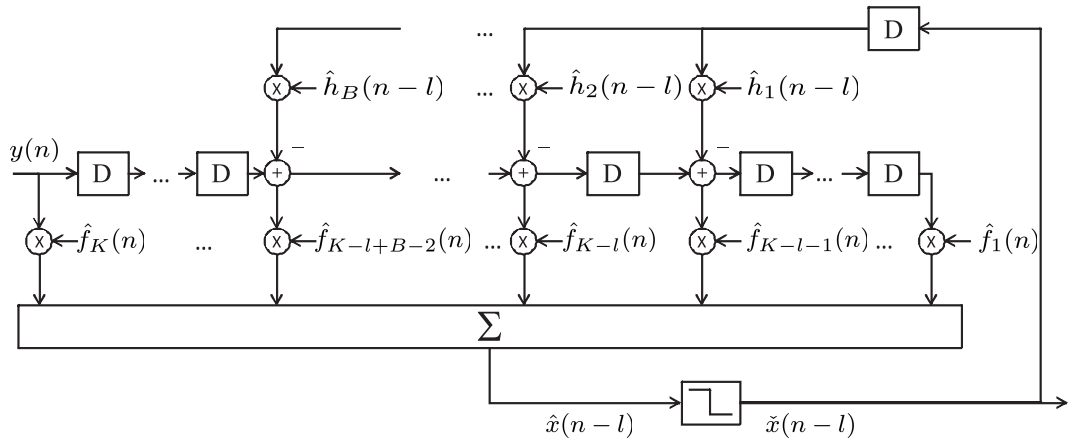 ... D
x ĥ_B(n − l) ... x ĥ_2(n − l) x ĥ_1(n − l)
y(n) − − −
D ... D + ... + D + D ... D
x f̂_K(n) ... x f̂_{K−l+B−2}(n) ... x f̂_{K−l}(n) x f̂_{K−l−1}(n) ... x f̂_1(n)
Σ
x̂(n − l) x̌(n − l)